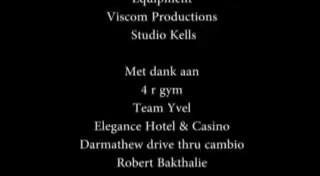 Equipment
Viscom Productions
Studio Kells
Met dank aan
4 r gym
Team Yvel
Elegance Hotel & Casino
Darmathew drive thru cambio
Robert Bakthalie